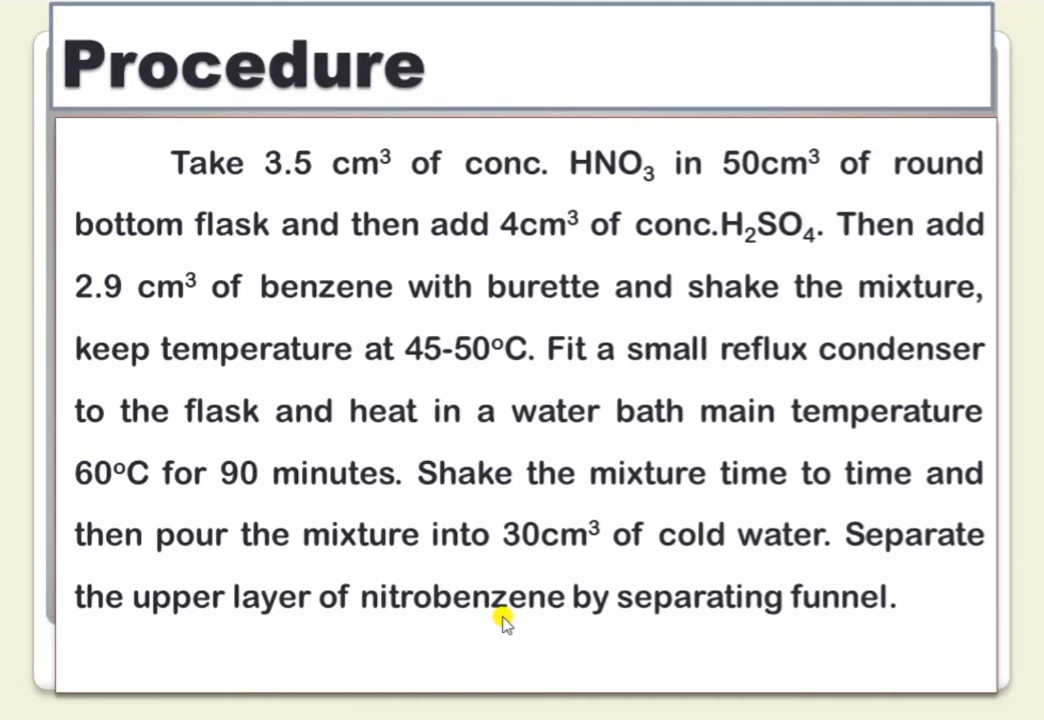 Procedure
Take 3.5 cm³ of conc. HNO₃ in 50cm³ of round
bottom flask and then add 4cm³ of conc.H₂SO₄. Then add
2.9 cm³ of benzene with burette and shake the mixture,
keep temperature at 45-50ᵒC. Fit a small reflux condenser
to the flask and heat in a water bath main temperature
60ᵒC for 90 minutes. Shake the mixture time to time and
then pour the mixture into 30cm³ of cold water. Separate
the upper layer of nitrobenzene by separating funnel.